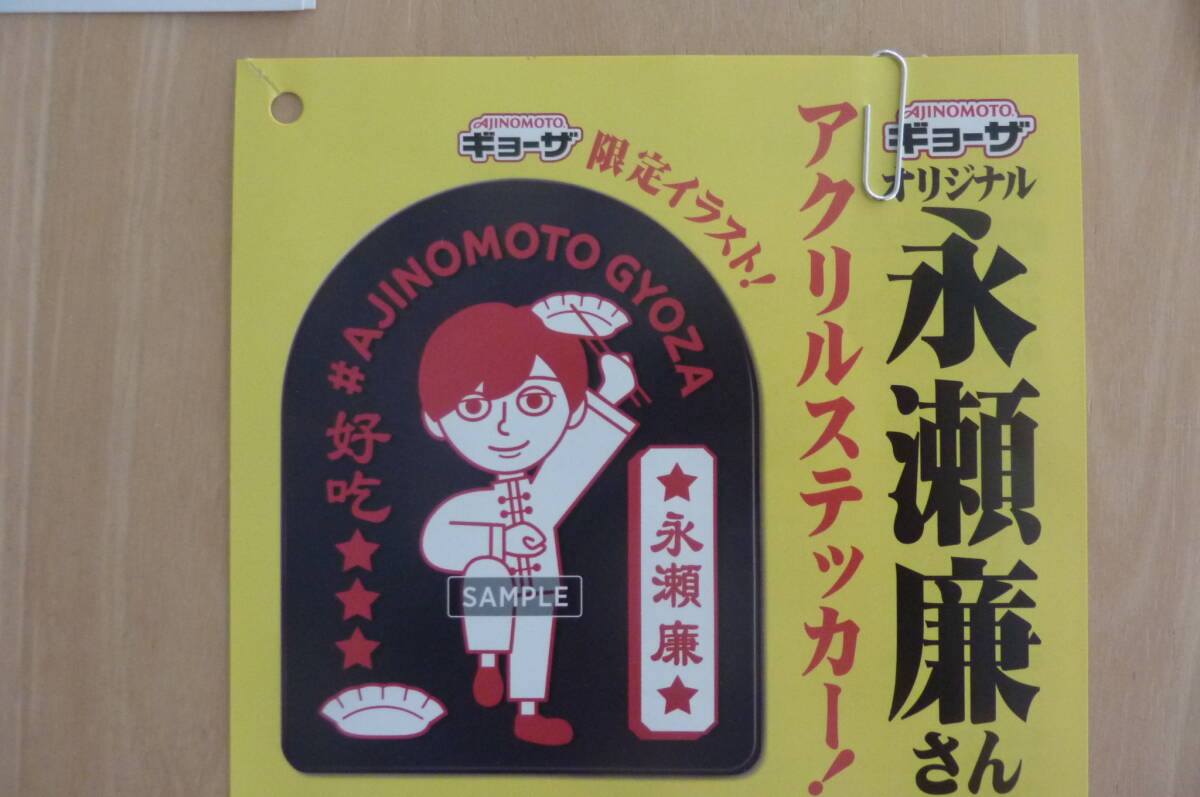 AJINOMOTO
ギョーザ
オリジナル
永瀬廉さん
アクリルステッカー！
AJINOMOTO
ギョーザ
限定イラスト！
#AJINOMOTO GYOZA
好吃★★★
★永瀬廉★
SAMPLE